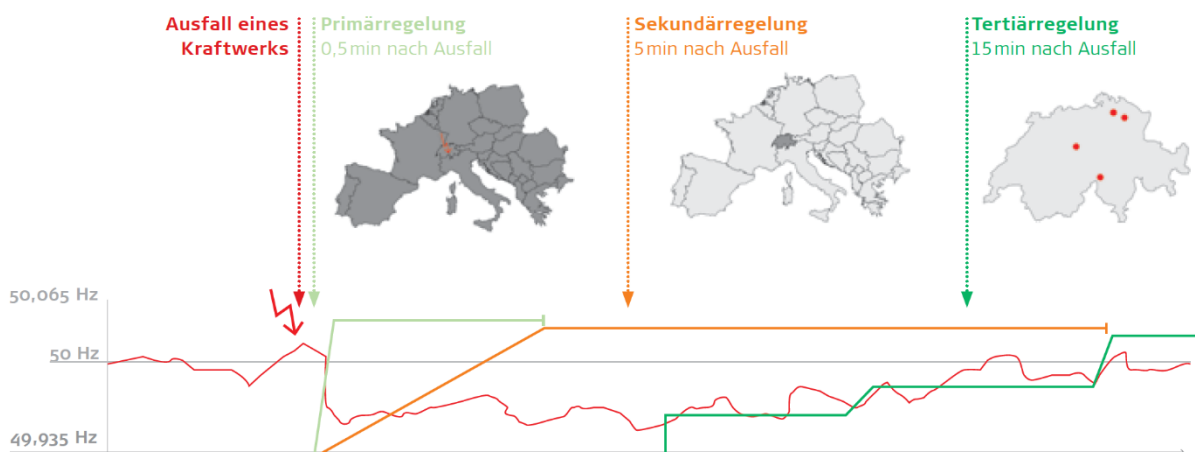 Ausfall eines
Kraftwerks
Primärregelung
0,5 min nach Ausfall
Sekundärregelung
5 min nach Ausfall
Tertiärregelung
15 min nach Ausfall
50,065 Hz
50 Hz
49,935 Hz